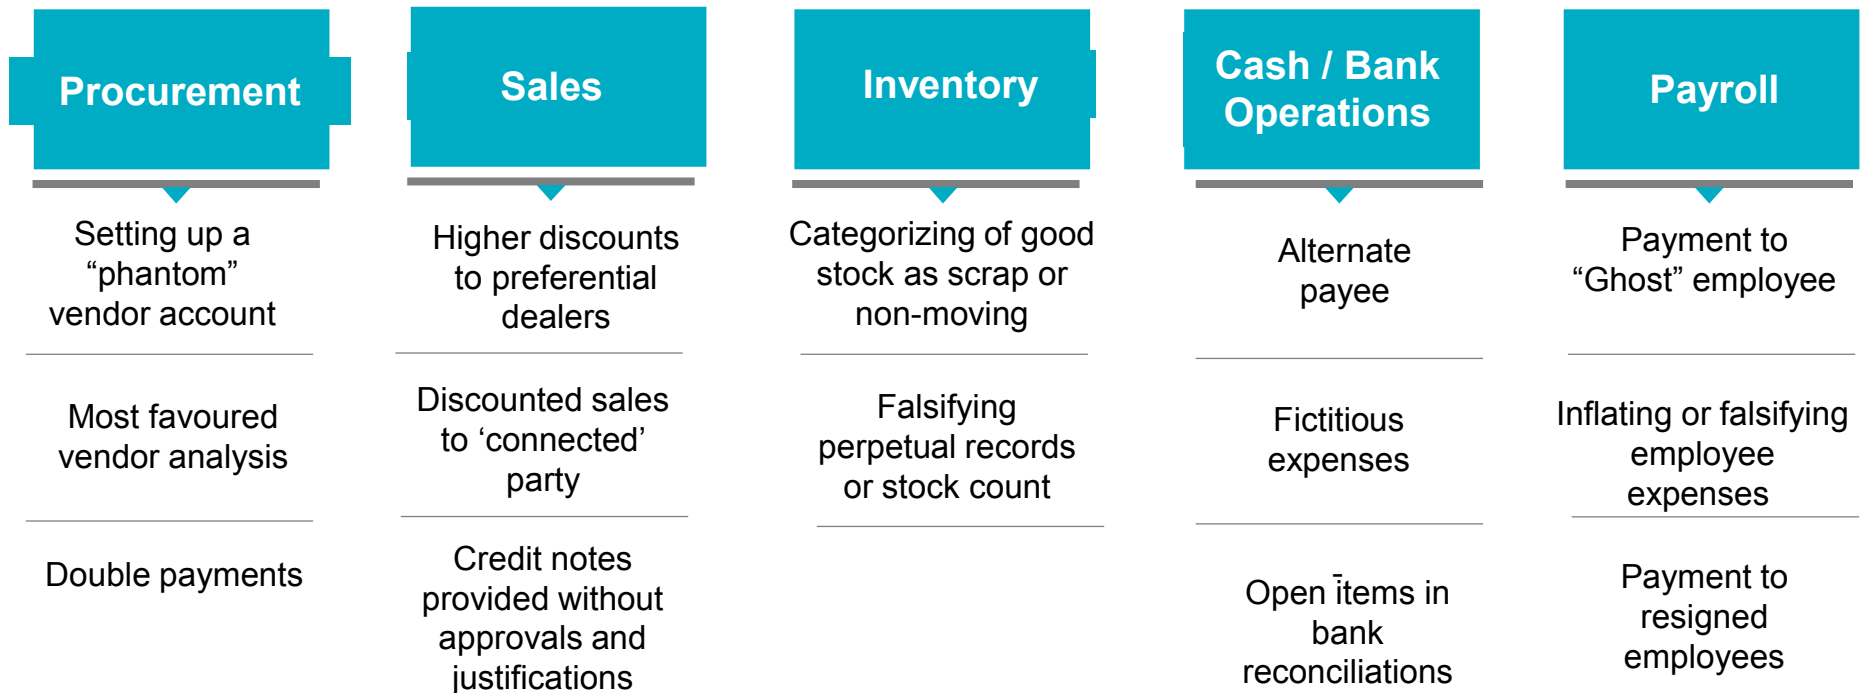 Procurement
Setting up a
“phantom”
vendor account
Most favoured
vendor analysis
Double payments
Sales
Higher discounts
to preferential
dealers
Discounted sales
to ‘connected’
party
Credit notes
provided without
approvals and
justifications
Inventory
Categorizing of good
stock as scrap or
non-moving
Falsifying
perpetual records
or stock count
Cash / Bank
Operations
Alternate
payee
Fictitious
expenses
Open items in
bank
reconciliations
Payroll
Payment to
“Ghost” employee
Inflating or falsifying
employee
expenses
Payment to
resigned
employees